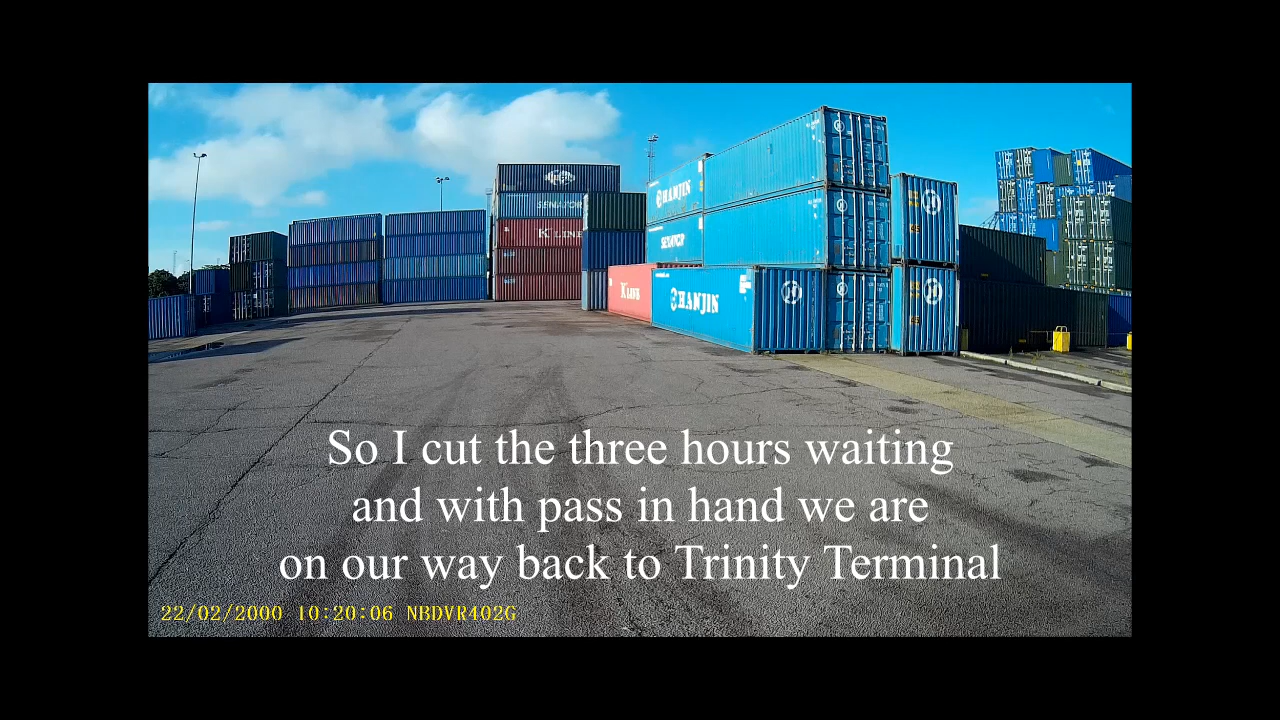 SENATOR
K LINE
HANJIN
SENATOR
K LINE
HANJIN
So I cut the three hours waiting
and with pass in hand we are
on our way back to Trinity Terminal
22/02/2000 10:20:06 NBDVR402G